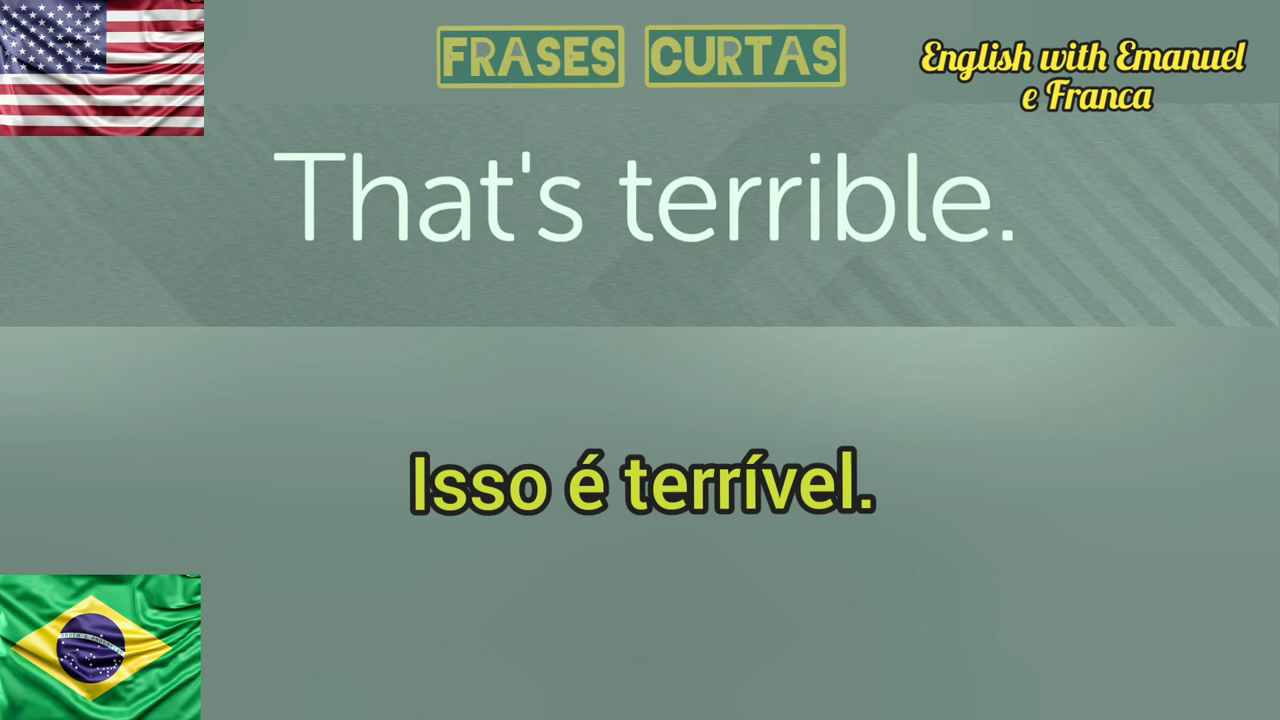 FRASES CURTAS
English with Emanuel
e Franca
That's terrible.
Isso é terrível.